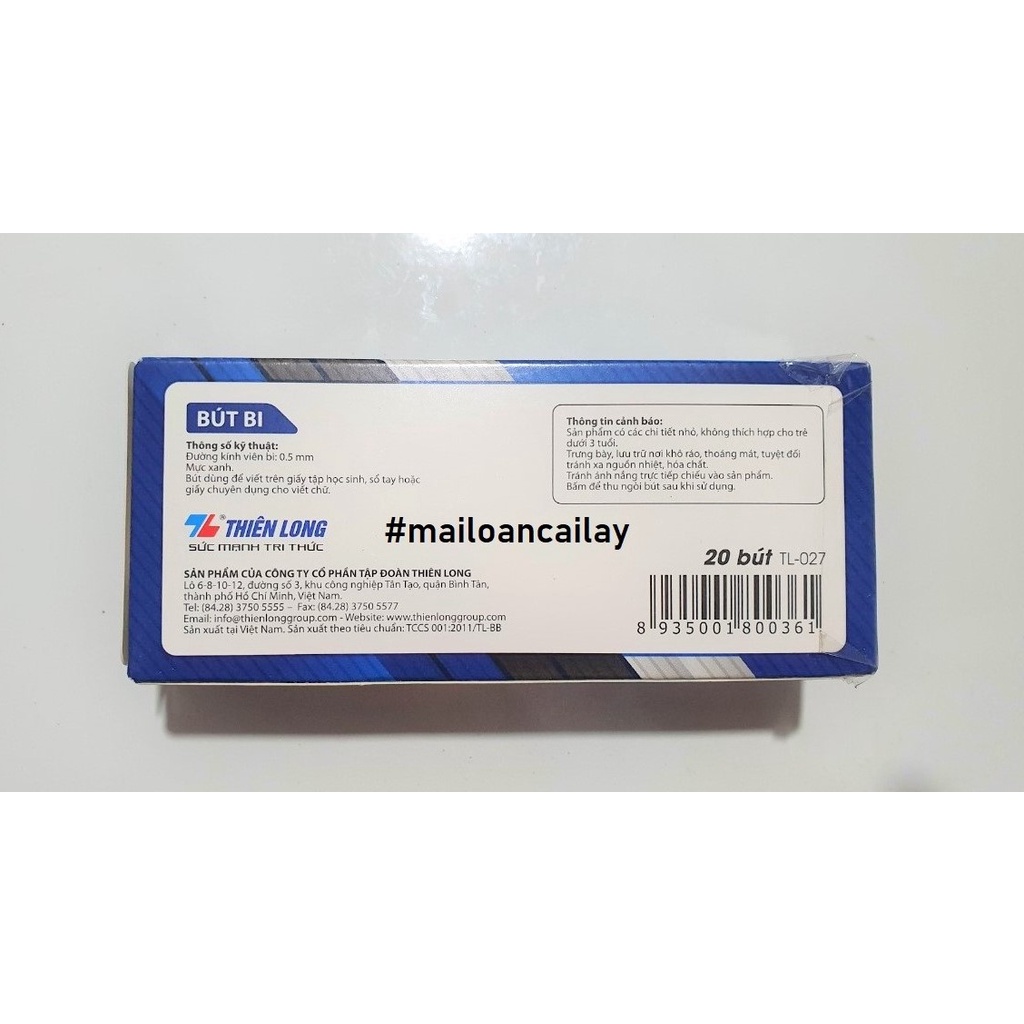 BÚT BI
Thông số kỹ thuật:
Đường kính viên bi: 0.5 mm
Mực xanh.
Bút dùng để viết trên giấy tập học sinh, sổ tay hoặc
giấy chuyên dụng cho viết chữ.
Thông tin cảnh báo:
Sản phẩm có các chi tiết nhỏ, không thích hợp cho trẻ
dưới 3 tuổi.
Trưng bày, lưu trữ nơi khô ráo, thoáng mát, tuyệt đối
tránh xa nguồn nhiệt, hóa chất.
Tránh ánh nắng trực tiếp chiếu vào sản phẩm.
Bấm để thu ngòi bút sau khi sử dụng.
TL® THIÊN LONG
SỨC MẠNH TRI THỨC
#mailoancailay
SẢN PHẨM CỦA CÔNG TY CỔ PHẦN TẬP ĐOÀN THIÊN LONG
Lô 6-8-10-12, đường số 3, khu công nghiệp Tân Tạo, quận Bình Tân,
thành phố Hồ Chí Minh, Việt Nam.
Tel: (84.28) 3750 5555 – Fax: (84.28) 3750 5577
Email: info@thienlonggroup.com - Website: www.thienlonggroup.com
Sản xuất tại Việt Nam. Sản xuất theo tiêu chuẩn: TCCS 001:2011/TL-BB
20 bút TL-027
8 935001 800361